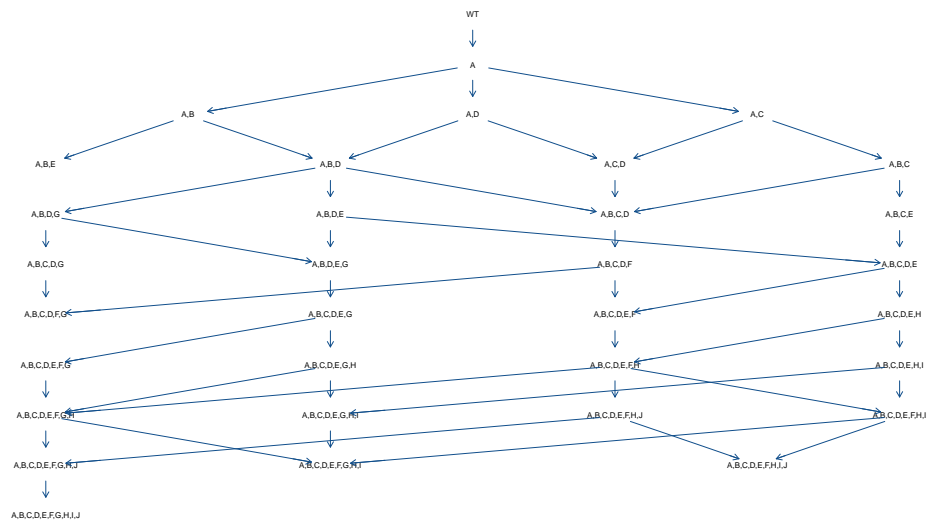 WT
A
A,B
A,D
A,C
A,B,E
A,B,D
A,C,D
A,B,C
A,B,D,G
A,B,D,E
A,B,C,D
A,B,C,E
A,B,C,D,G
A,B,D,E,G
A,B,C,D,F
A,B,C,D,E
A,B,C,D,F,G
A,B,C,D,E,G
A,B,C,D,E,F
A,B,C,D,E,H
A,B,C,D,E,F,G
A,B,C,D,E,G,H
A,B,C,D,E,F,H
A,B,C,D,E,H,I
A,B,C,D,E,F,G,H
A,B,C,D,E,G,H,I
A,B,C,D,E,F,H,J
A,B,C,D,E,F,H,I
A,B,C,D,E,F,G,H,J
A,B,C,D,E,F,G,H,I
A,B,C,D,E,F,H,I,J
A,B,C,D,E,F,G,H,I,J